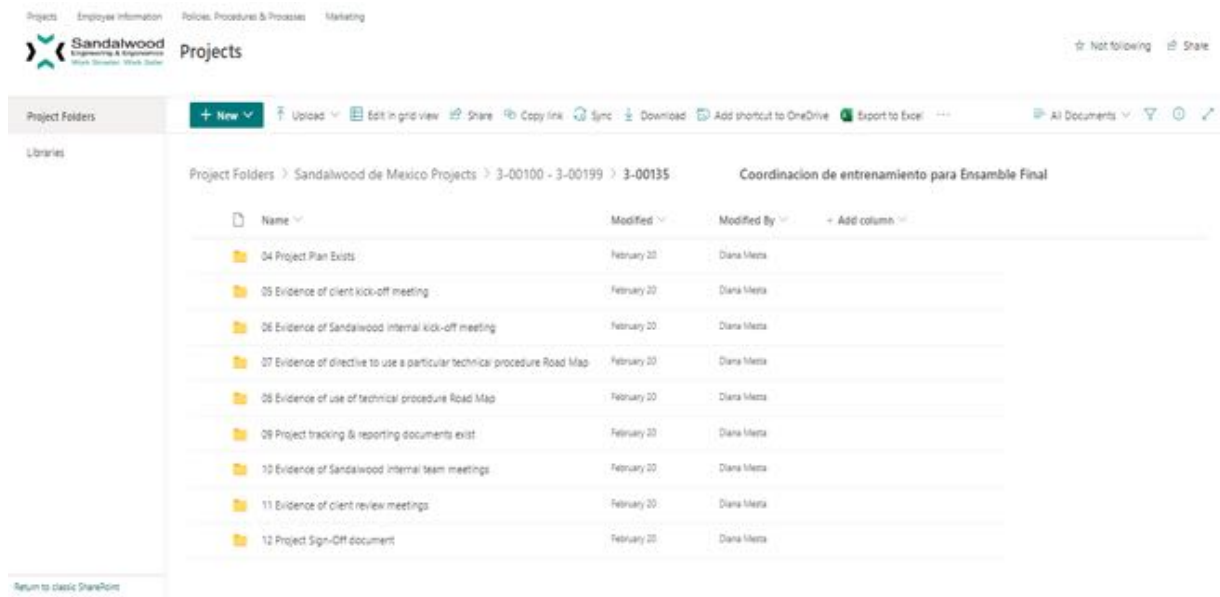 Projects Employee Information Policies, Procedures & Processes Marketing
Sandalwood
Engineering & Ergonomics
Work Smarter. Work Safer
Projects
Not following Share
Project Folders
Libraries
+ New Upload Edit in grid view Share Copy link Sync Download Add shortcut to OneDrive Export to Excel ... All Documents
Project Folders > Sandalwood de Mexico Projects > 3-00100 - 3-00199 > 3-00135 Coordinacion de entrenamiento para Ensamble Final
Name Modified Modified By + Add column
04 Project Plan Exists February 20 Diana Mesta
05 Evidence of client kick-off meeting February 20 Diana Mesta
06 Evidence of Sandalwood internal kick-off meeting February 20 Diana Mesta
07 Evidence of directive to use a particular technical procedure Road Map February 20 Diana Mesta
08 Evidence of use of technical procedure Road Map February 20 Diana Mesta
09 Project tracking & reporting documents exist February 20 Diana Mesta
10 Evidence of Sandalwood internal team meetings February 20 Diana Mesta
11 Evidence of client review meetings February 20 Diana Mesta
12 Project Sign-Off document February 20 Diana Mesta
Return to classic SharePoint